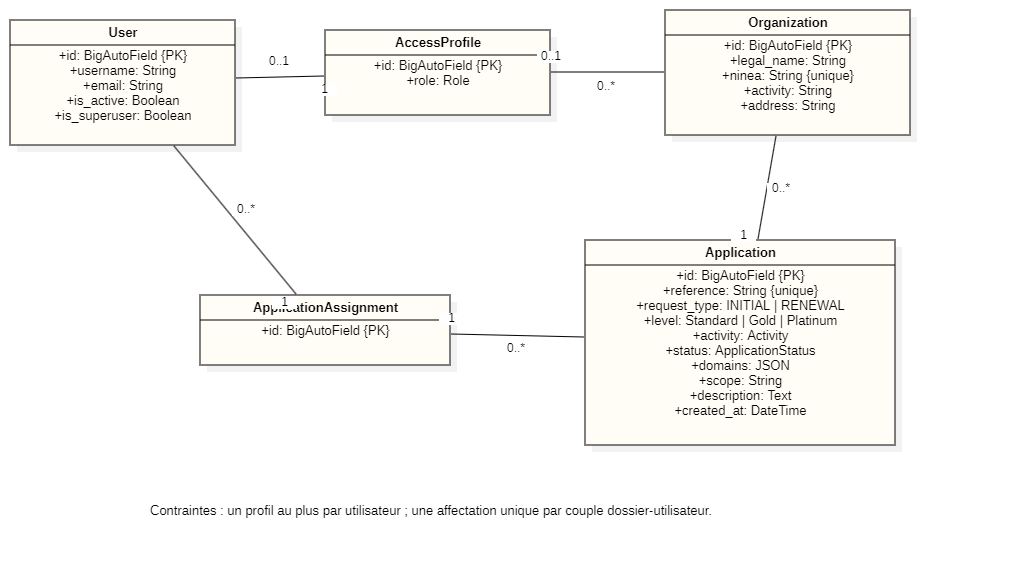 User
+id: BigAutoField {PK}
+username: String
+email: String
+is_active: Boolean
+is_superuser: Boolean
0..1
1
AccessProfile
+id: BigAutoField {PK}
+role: Role
0..1
0..*
Organization
+id: BigAutoField {PK}
+legal_name: String
+ninea: String {unique}
+activity: String
+address: String
0..*
1
0..*
1
ApplicationAssignment
+id: BigAutoField {PK}
1
0..*
Application
+id: BigAutoField {PK}
+reference: String {unique}
+request_type: INITIAL | RENEWAL
+level: Standard | Gold | Platinum
+activity: Activity
+status: ApplicationStatus
+domains: JSON
+scope: String
+description: Text
+created_at: DateTime
Contraintes : un profil au plus par utilisateur ; une affectation unique par couple dossier-utilisateur.